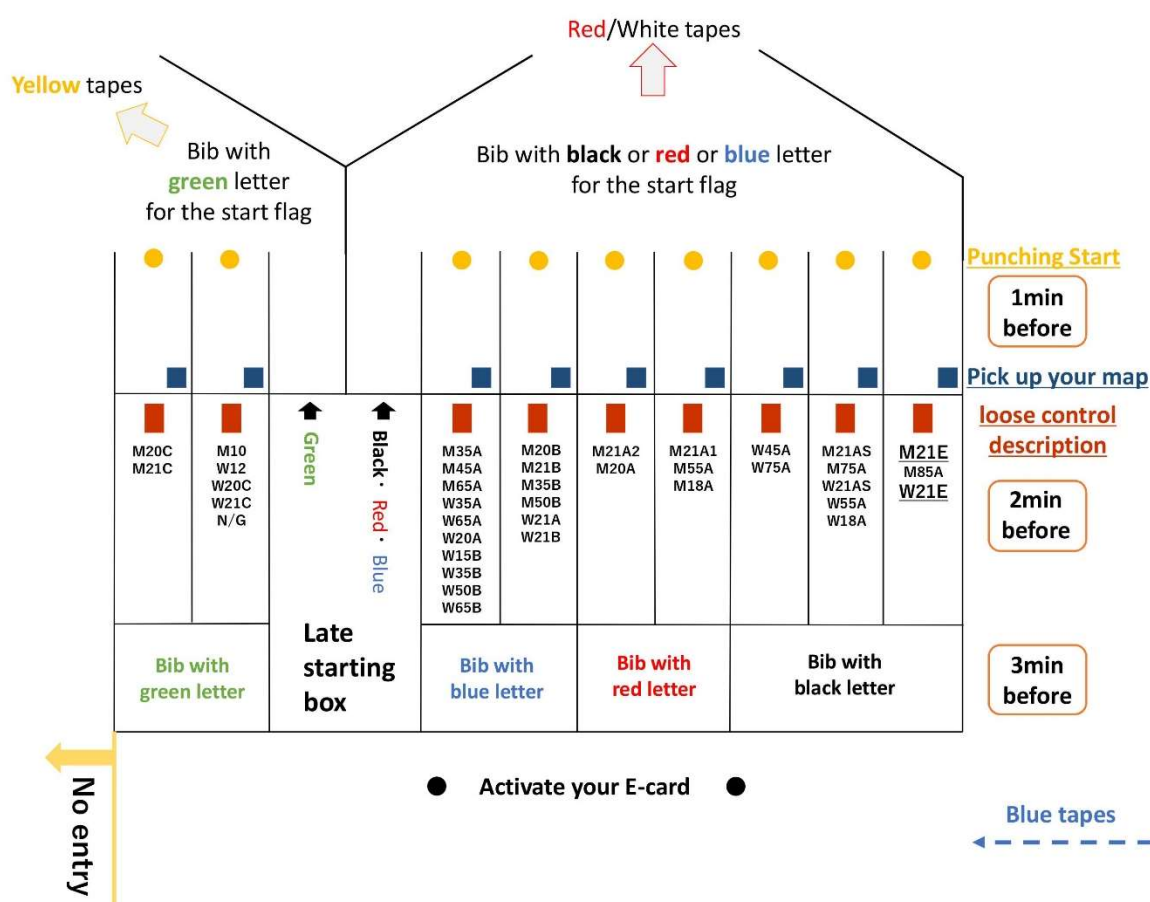 Red/White tapes
Yellow tapes
Bib with
green letter
for the start flag
Bib with black or red or blue letter
for the start flag
Punching Start
1min
before
Pick up your map
loose control
description
2min
before
M20C
M21C
M10
W12
W20C
W21C
N/G
Green
Black・ Red・ Blue
M35A
M45A
M65A
W35A
W65A
W20A
W15B
W35B
W50B
W65B
M20B
M21B
M35B
M50B
W21A
W21B
M21A2
M20A
M21A1
M55A
M18A
W45A
W75A
M21AS
M75A
W21AS
W55A
W18A
M21E
M85A
W21E
Bib with
green letter
Late
starting
box
Bib with
blue letter
Bib with
red letter
Bib with
black letter
3min
before
No entry
Activate your E-card
Blue tapes